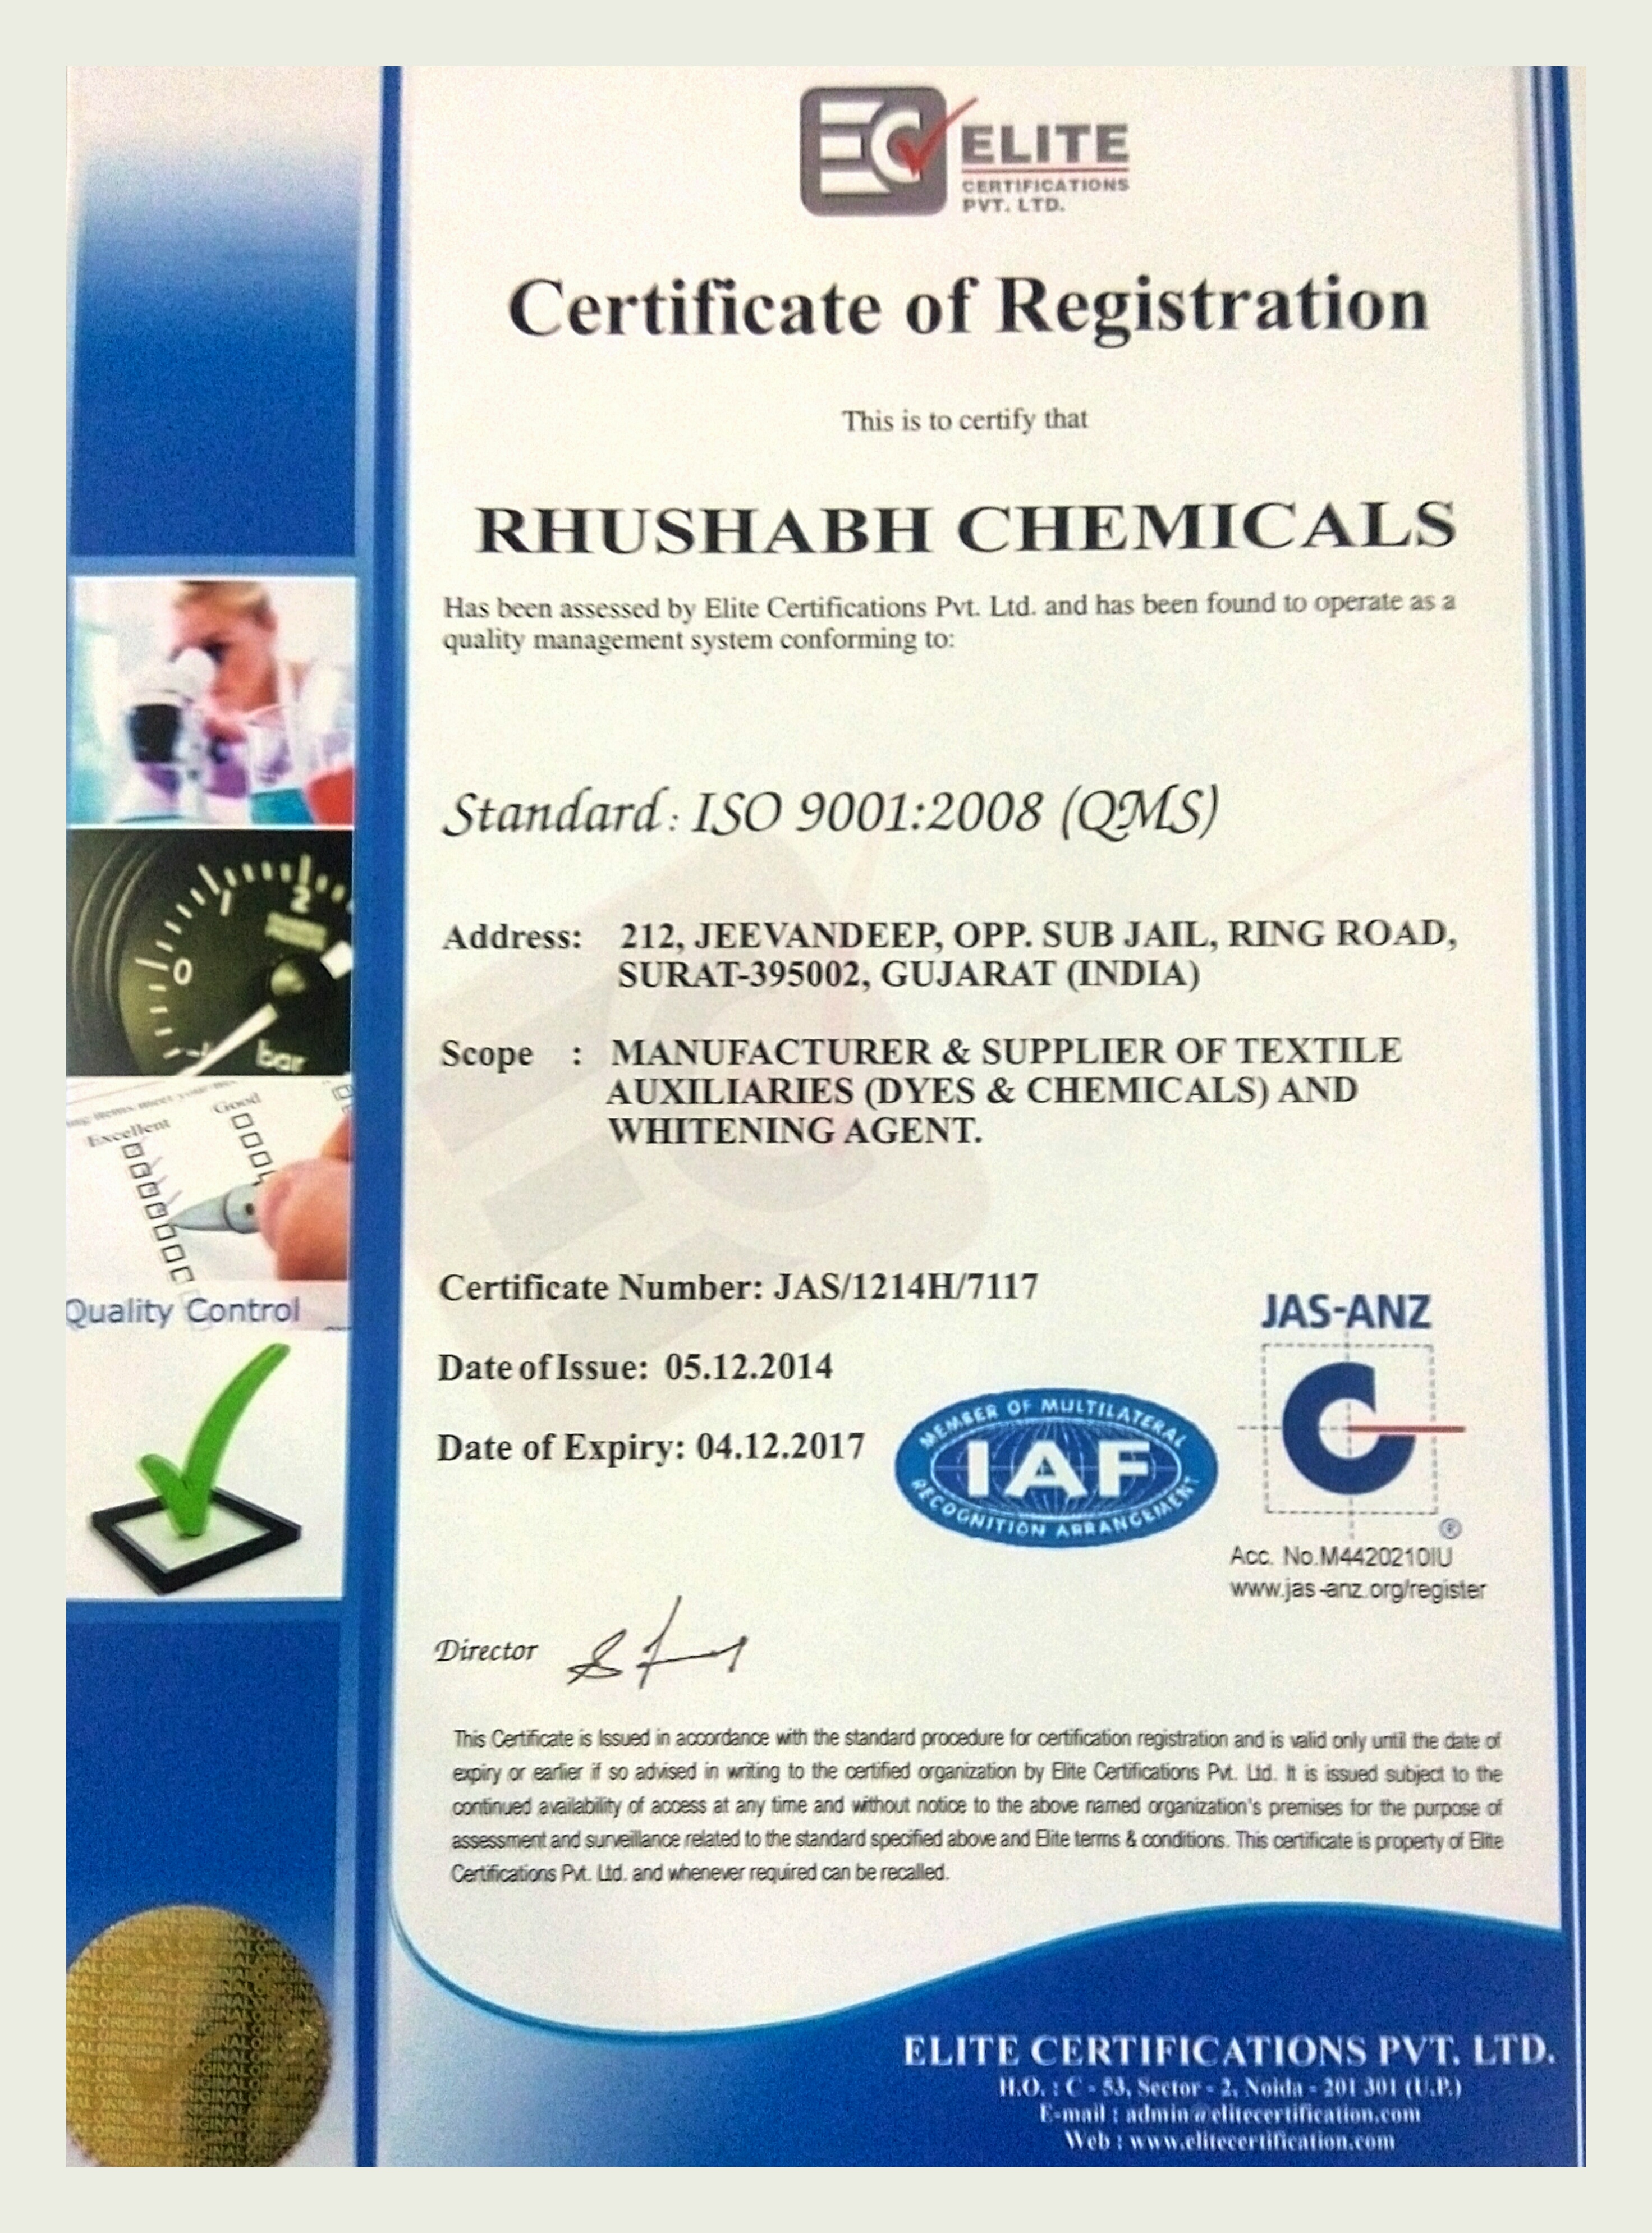 EC ELITE
CERTIFICATIONS
PVT. LTD.
Certificate of Registration
This is to certify that
RHUSHABH CHEMICALS
Has been assessed by Elite Certifications Pvt. Ltd. and has been found to operate as a
quality management system conforming to:
Standard: ISO 9001:2008 (QMS)
Address: 212, JEEVANDEEP, OPP. SUB JAIL, RING ROAD,
SURAT-395002, GUJARAT (INDIA)
Scope : MANUFACTURER & SUPPLIER OF TEXTILE
AUXILIARIES (DYES & CHEMICALS) AND
WHITENING AGENT.
Certificate Number: JAS/1214H/7117
Date of Issue: 05.12.2014
Date of Expiry: 04.12.2017
MEMBER OF MULTILATERAL
IAF
RECOGNITION ARRANGEMENT
JAS-ANZ
C
®
Acc. No.M4420210IU
www.jas-anz.org/register
Director
This Certificate is Issued in accordance with the standard procedure for certification registration and is valid only until the date of
expiry or earlier if so advised in writing to the certified organization by Elite Certifications Pvt. Ltd. It is issued subject to the
continued availability of access at any time and without notice to the above named organization's premises for the purpose of
assessment and surveillance related to the standard specified above and Elite terms & conditions. This certificate is property of Elite
Certifications Pvt. Ltd. and whenever required can be recalled.
ELITE CERTIFICATIONS PVT. LTD.
H.O. : C - 53, Sector - 2, Noida - 201 301 (U.P.)
E-mail : admin@elitecertification.com
Web : www.elitecertification.com
0 1 2
bar
items meet your
Excellent Good
Quality Control
ORIGINAL